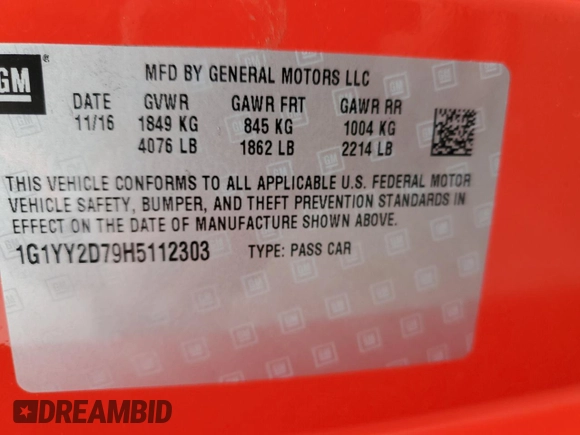 GM
MFD BY GENERAL MOTORS LLC
DATE GVWR GAWR FRT GAWR RR
11/16 1849 KG 845 KG 1004 KG
4076 LB 1862 LB 2214 LB
THIS VEHICLE CONFORMS TO ALL APPLICABLE U.S. FEDERAL MOTOR
VEHICLE SAFETY, BUMPER, AND THEFT PREVENTION STANDARDS IN
EFFECT ON THE DATE OF MANUFACTURE SHOWN ABOVE.
1G1YY2D79H5112303 TYPE: PASS CAR
DREAMBID